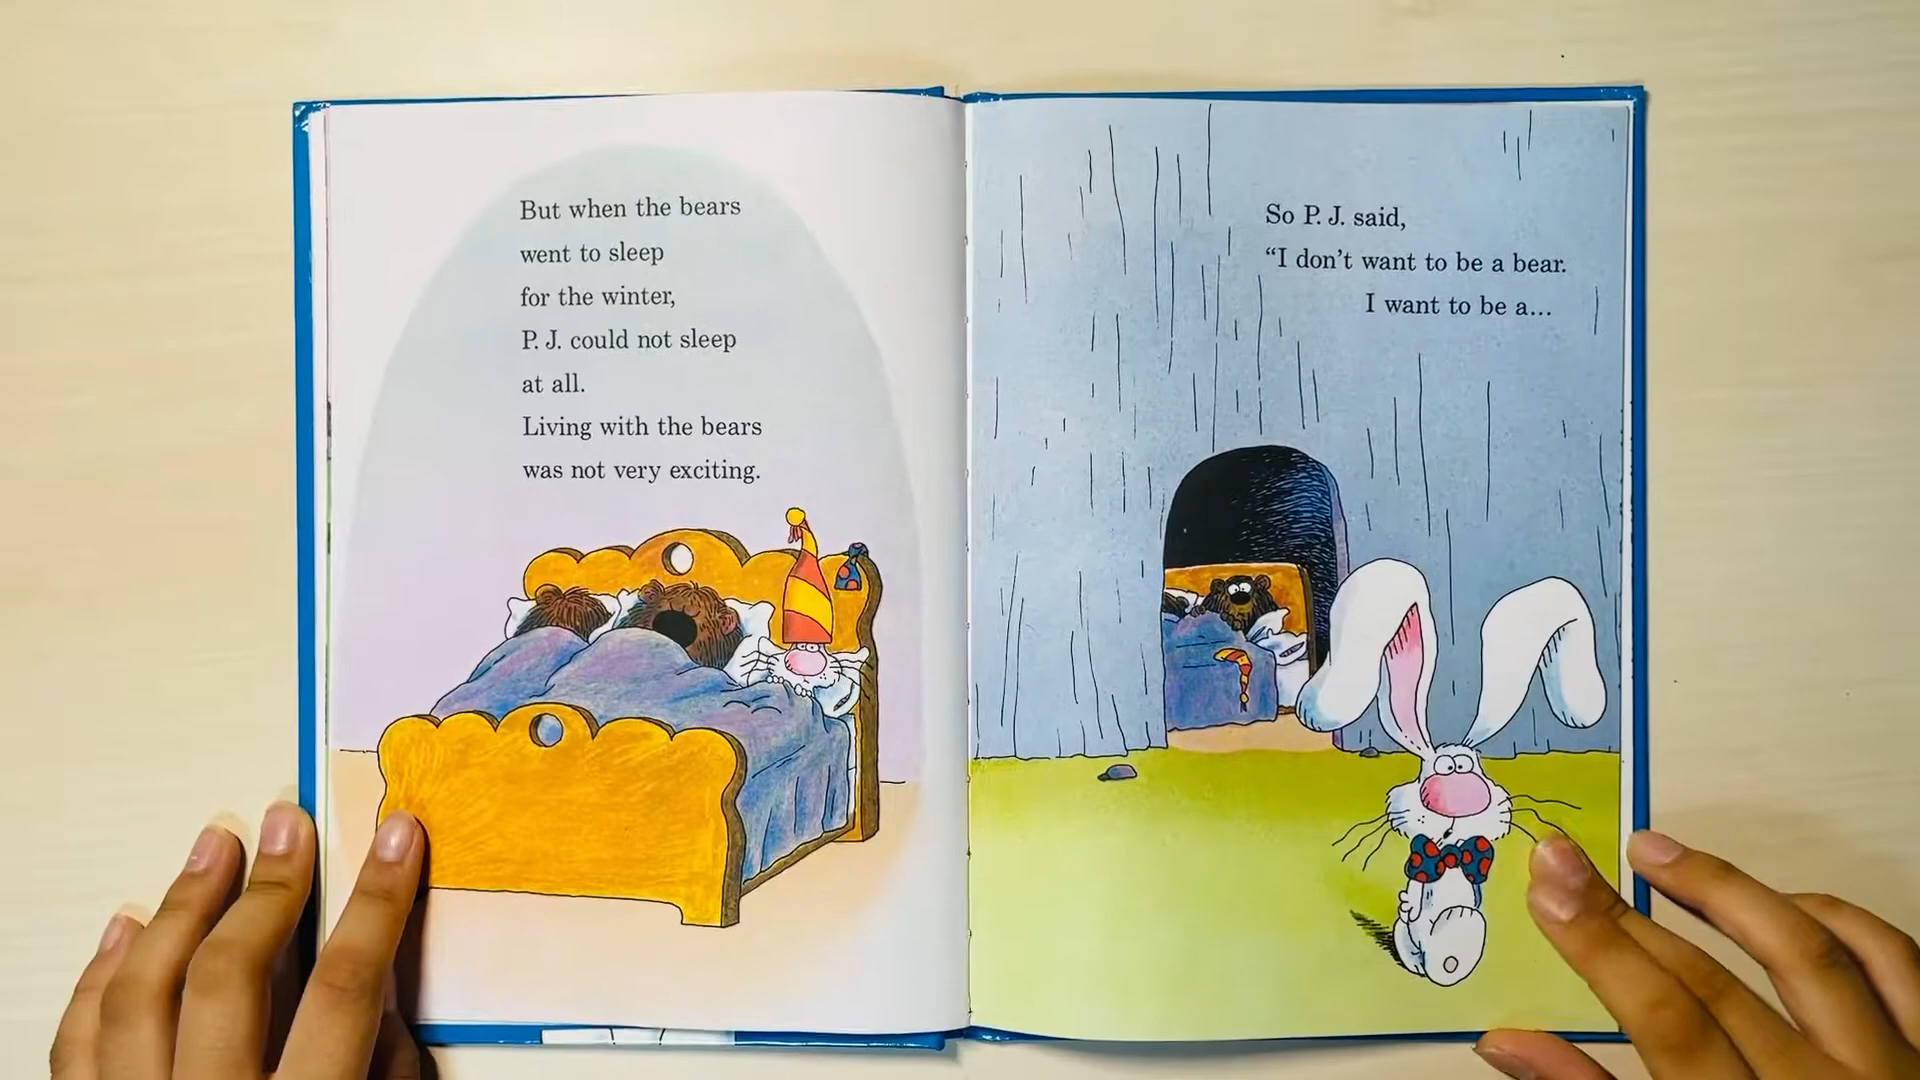 But when the bears
went to sleep
for the winter,
P. J. could not sleep
at all.
Living with the bears
was not very exciting.
So P. J. said,
“I don’t want to be a bear.
I want to be a...